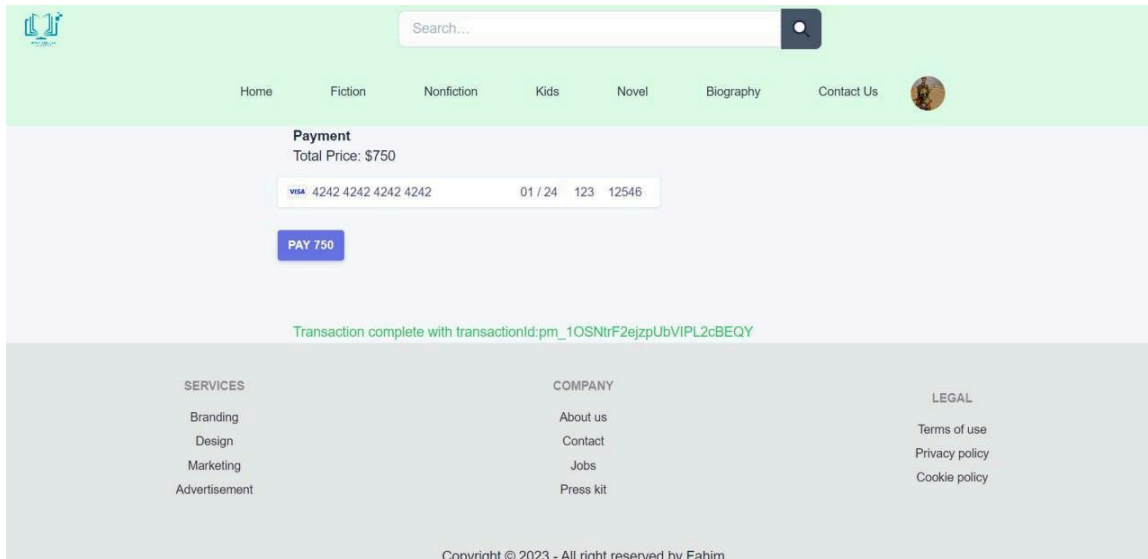 Search...
Home Fiction Nonfiction Kids Novel Biography Contact Us
Payment
Total Price: $750
VISA 4242 4242 4242 4242 01 / 24 123 12546
PAY 750
Transaction complete with transactionId:pm_1OSNtrF2ejzpUbVIPL2cBEQY
SERVICES
Branding
Design
Marketing
Advertisement
COMPANY
About us
Contact
Jobs
Press kit
LEGAL
Terms of use
Privacy policy
Cookie policy
Copyright © 2023 - All right reserved by Fahim